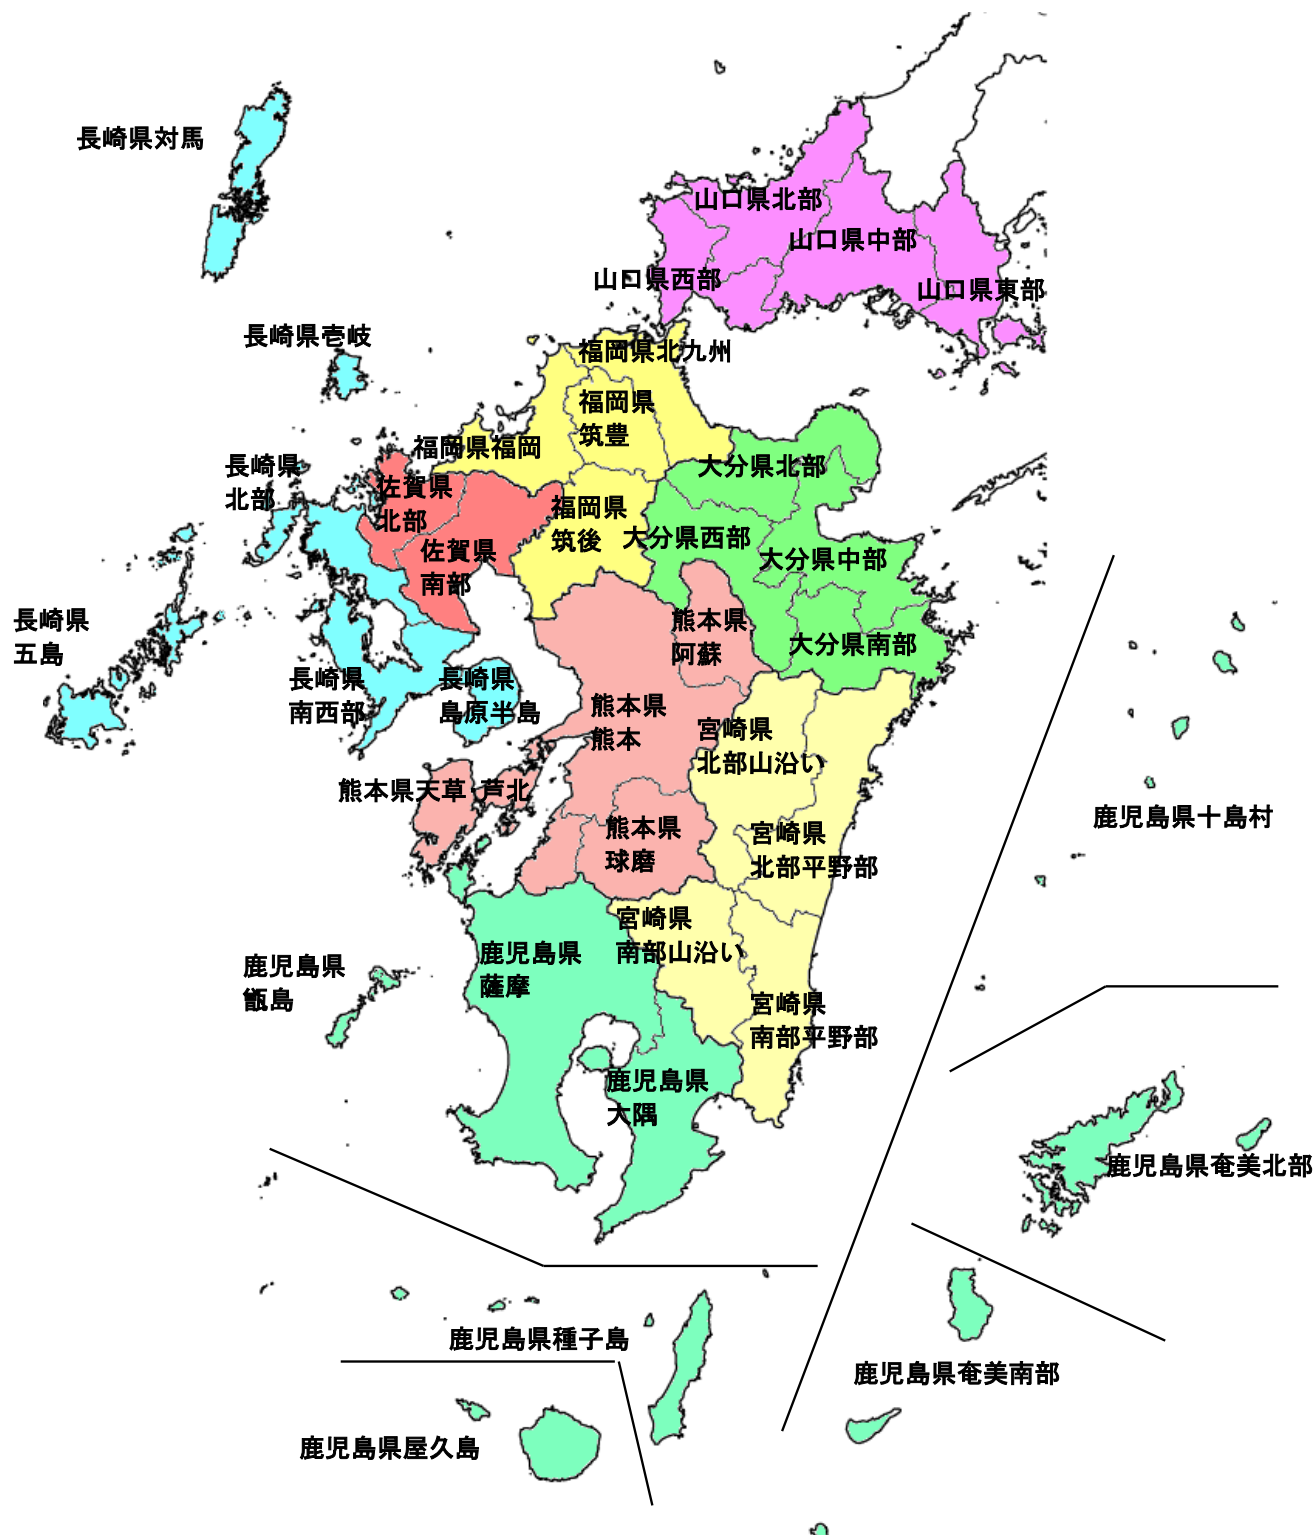 長崎県対馬
山口県北部
山口県中部
山口県西部
山口県東部
長崎県壱岐
福岡県北九州
福岡県
筑豊
福岡県福岡
大分県北部
長崎県
北部
佐賀県
北部
福岡県
筑後
大分県西部
大分県中部
佐賀県
南部
長崎県
五島
熊本県
阿蘇
大分県南部
長崎県
南西部
長崎県
島原半島
熊本県
熊本
宮崎県
北部山沿い
熊本県天草・芦北
鹿児島県十島村
熊本県
球磨
宮崎県
北部平野部
宮崎県
南部山沿い
鹿児島県
薩摩
鹿児島県
甑島
宮崎県
南部平野部
鹿児島県
大隅
鹿児島県奄美北部
鹿児島県種子島
鹿児島県奄美南部
鹿児島県屋久島